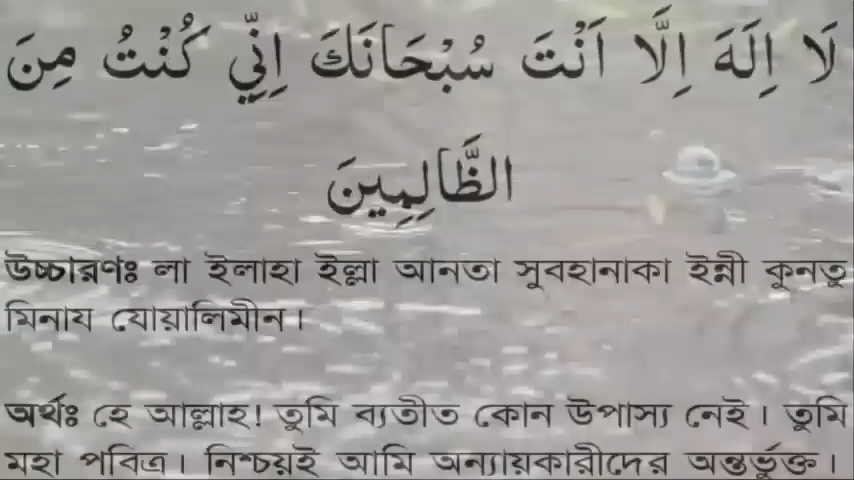 لَا اِلَهَ اِلَّا اَنْتَ سُبْحَانَكَ اِنِّي كُنْتُ مِنَ
الظَّالِمِينَ
উচ্চারণঃ লা ইলাহা ইল্লা আনতা সুবহানাকা ইন্নী কুনতু
মিনায যোয়ালিমীন।
অর্থঃ হে আল্লাহ! তুমি ব্যতীত কোন উপাস্য নেই। তুমি
মহা পবিত্র। নিশ্চয়ই আমি অন্যায়কারীদের অন্তর্ভুক্ত।